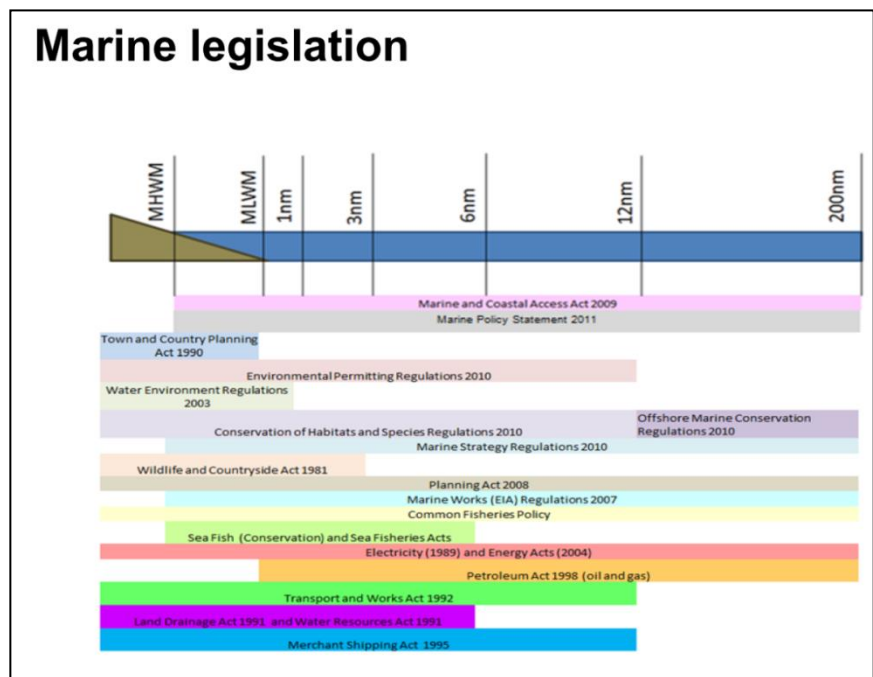 Marine legislation
MHWM
MLWM
1nm
3nm
6nm
12nm
200nm
Marine and Coastal Access Act 2009
Marine Policy Statement 2011
Town and Country Planning
Act 1990
Environmental Permitting Regulations 2010
Water Environment Regulations
2003
Conservation of Habitats and Species Regulations 2010
Offshore Marine Conservation
Regulations 2010
Marine Strategy Regulations 2010
Wildlife and Countryside Act 1981
Planning Act 2008
Marine Works (EIA) Regulations 2007
Common Fisheries Policy
Sea Fish (Conservation) and Sea Fisheries Acts
Electricity (1989) and Energy Acts (2004)
Petroleum Act 1998 (oil and gas)
Transport and Works Act 1992
Land Drainage Act 1991 and Water Resources Act 1991
Merchant Shipping Act 1995